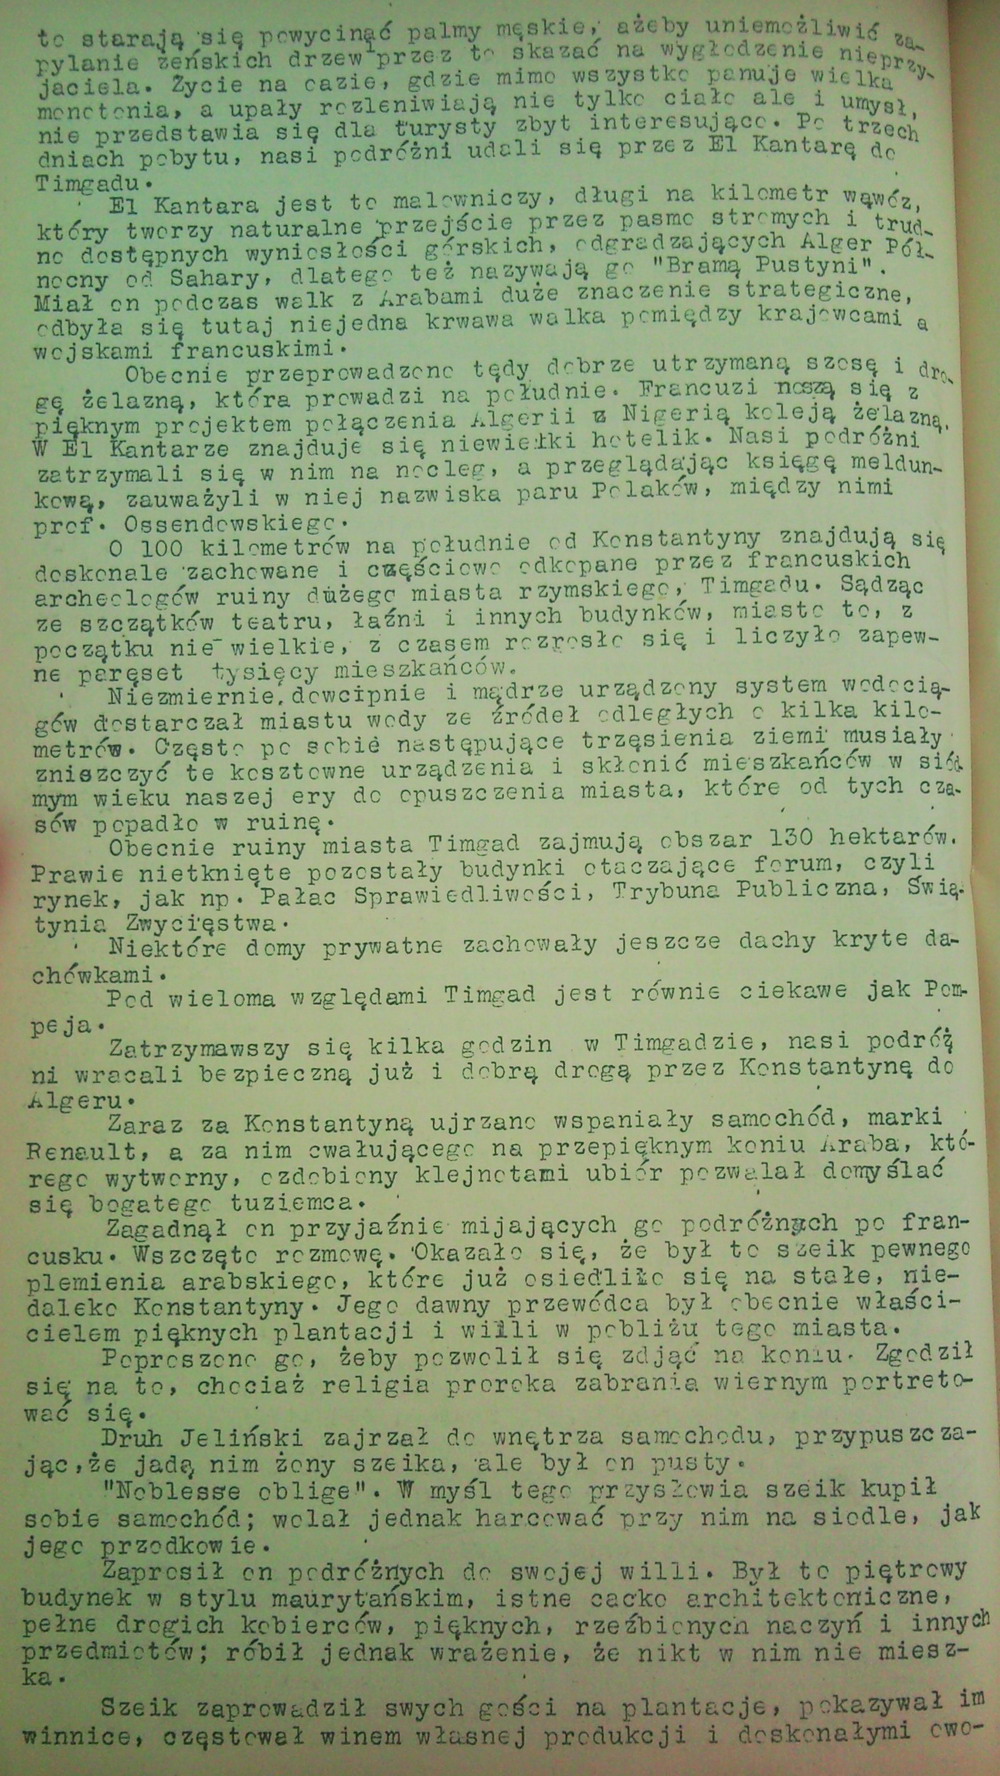 to starają się powycinać palmy męskie, ażeby uniemożliwić za-
pylanie żeńskich drzew przez to skazać na wygłodzenie nieprzy-
jaciela. Życie na oazie, gdzie mimo wszystko panuje wielka
monotonia, a upały rozleniwiają nie tylko ciało ale i umysł,
nie przedstawia się dla turysty zbyt interesująco. Po trzech
dniach pobytu, nasi podróżni udali się przez El Kantarę do
Timgadu.
El Kantara jest to malowniczy, długi na kilometr wąwóz,
który tworzy naturalne przejście przez pasmo stromych i trud-
no dostępnych wyniosłości górskich, odgradzających Alger Pół-
nocny od Sahary, dlatego też nazywają go "Bramą Pustyni".
Miał on podczas walk z Arabami duże znaczenie strategiczne,
odbyła się tutaj niejedna krwawa walka pomiędzy krajowcami a
wojskami francuskimi.
Obecnie przeprowadzono tędy dobrze utrzymaną szosę i dro-
gę żelazną, która prowadzi na południe. Francuzi noszą się z
pięknym projektem połączenia Algerii z Nigerią koleją żelazną.
W El Kantarze znajduje się niewielki hotelik. Nasi podróżni
zatrzymali się w nim na nocleg, a przeglądając księgę meldun-
kową, zauważyli w niej nazwiska paru Polaków, między nimi
prof. Ossendowskiego.
O 100 kilometrów na południe od Konstantyny znajdują się
doskonale zachowane i częściowo odkopane przez francuskich
archeologów ruiny dużego miasta rzymskiego, Timgadu. Sądząc
ze szczątków teatru, łaźni i innych budynków, miasto to, z
początku nie wielkie, z czasem rozrosło się i liczyło zapew-
ne paręset tysięcy mieszkańców.
Niezmiernie dowcipnie i mądrze urządzony system wodocią-
gów dostarczał miastu wody ze źródeł odległych o kilka kilo-
metrów. Często po sobie następujące trzęsienia ziemi musiały
zniszczyć te kosztowne urządzenia i skłonić mieszkańców w siód-
mym wieku naszej ery do opuszczenia miasta, które od tych cza-
sów popadło w ruinę.
Obecnie ruiny miasta Timgad zajmują obszar 130 hektarów.
Prawie nietknięte pozostały budynki otaczające forum, czyli
rynek, jak np. Pałac Sprawiedliwości, Trybuna Publiczna, Świą-
tynia Zwycięstwa.
Niektóre domy prywatne zachowały jeszcze dachy kryte da-
chówkami.
Pod wieloma względami Timgad jest równie ciekawe jak Pom-
peja.
Zatrzymawszy się kilka godzin w Timgadzie, nasi podróż
ni wracali bezpieczną już i dobrą drogą przez Konstantynę do
Algeru.
Zaraz za Konstantyną ujrzano wspaniały samochód, marki
Renault, a za nim cwałującego na przepięknym koniu Araba, któ-
rego wytworny, ozdobiony klejnotami ubiór pozwalał domyślać
się bogatego tuziemca.
Zagadnął on przyjaźnie mijających go podróżnych po fran-
cusku. Wszczęto rozmowę. Okazało się, że był to szeik pewnego
plemienia arabskiego, które już osiedliło się na stałe, nie-
daleko Konstantyny. Jego dawny przewódca był obecnie właści-
cielem pięknych plantacji i willi w pobliżu tego miasta.
Poproszono go, żeby pozwolił się zdjąć na koniu. Zgodził
się na to, chociaż religia proroka zabrania wiernym portreto-
wać się.
Druh Jeliński zajrzał do wnętrza samochodu, przypuszcza-
jąc,że jadą nim żony szeika, ale był on pusty.
"Noblesse oblige". W myśl tego przysłowia szeik kupił
sobie samochód; wolał jednak harcować przy nim na siodle, jak
jego przodkowie.
Zaprosił on podróżnych do swojej willi. Był to piętrowy
budynek w stylu maurytańskim, istne cacko architektoniczne,
pełne drogich kobierców, pięknych, rzeźbionych naczyń i innych
przedmiotów; robił jednak wrażenie, że nikt w nim nie miesz-
ka.
Szeik zaprowadził swych gości na plantacje, pokazywał im
winnice, częstował winem własnej produkcji i doskonałymi owo-